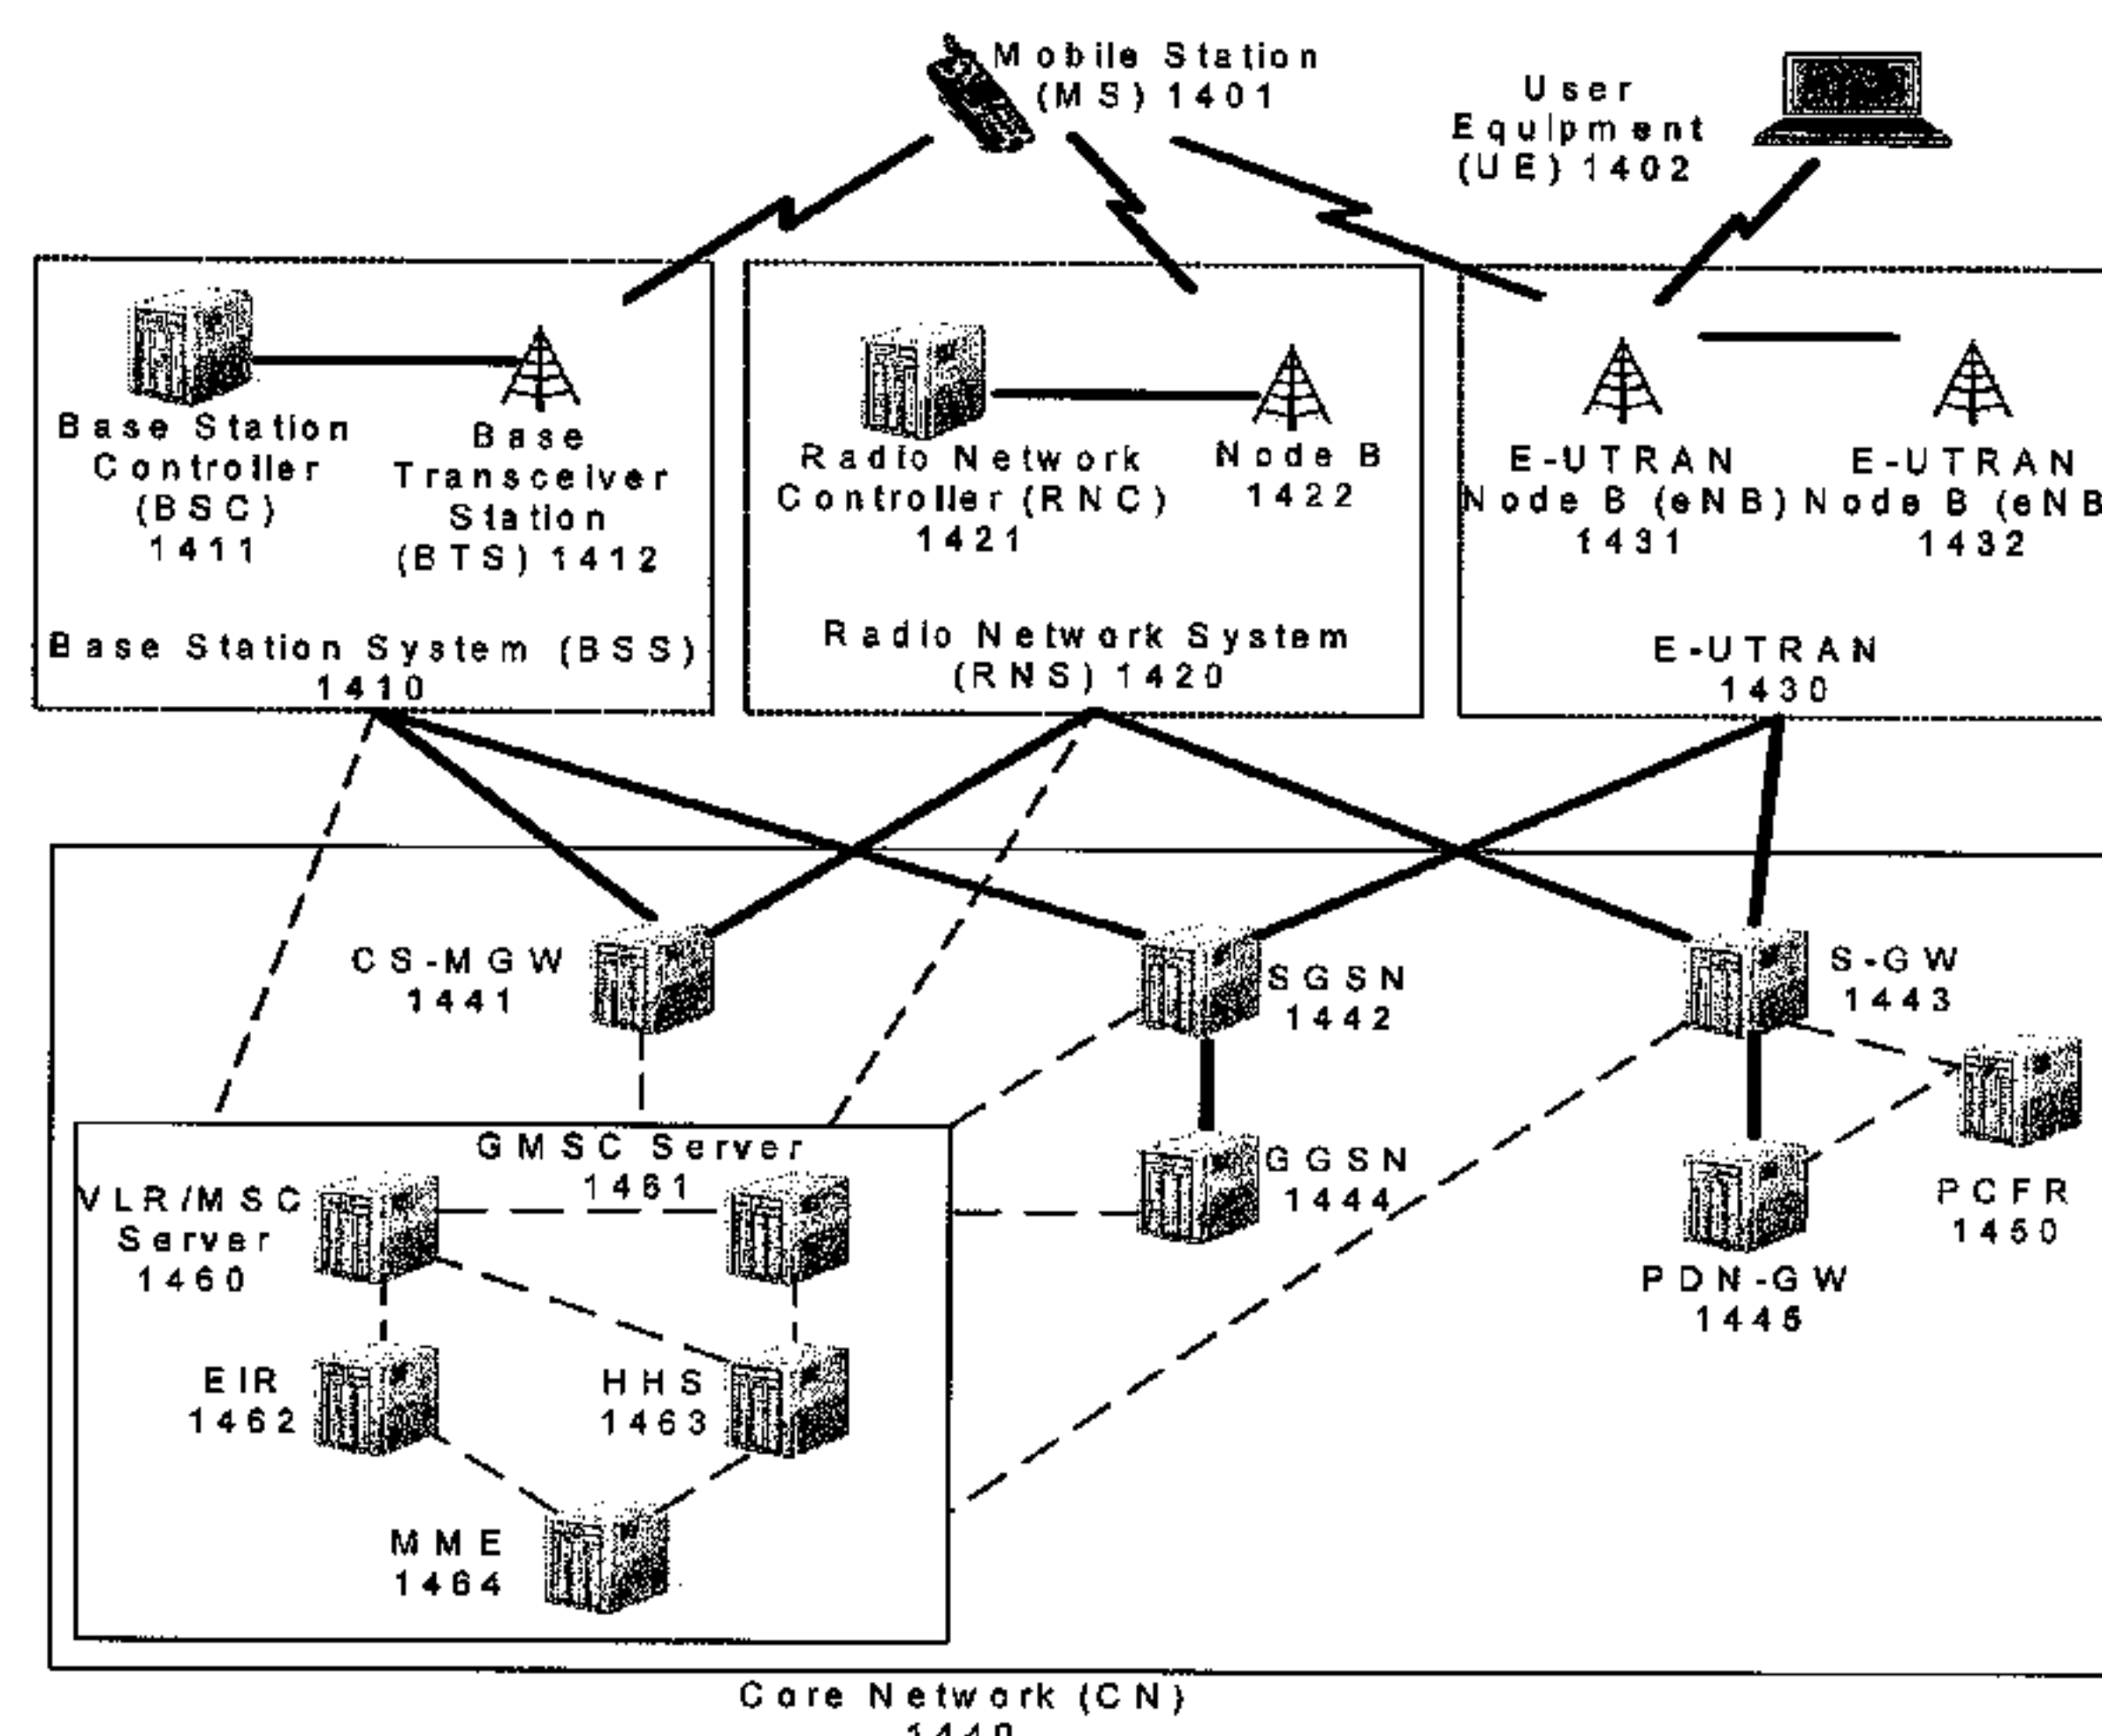 Mobile Station
(MS) 1401
User
Equipment
(UE) 1402
Base Station
Controller
(BSC)
1411
Base
Transceiver
Station
(BTS) 1412
Base Station System (BSS)
1410
Radio Network
Controller (RNC)
1421
Node B
1422
Radio Network System
(RNS) 1420
E-UTRAN
Node B (eNB)
1431
E-UTRAN
Node B (eNB
1432
E-UTRAN
1430
CS-MGW
1441
SGSN
1442
S-GW
1443
GMSC Server
1461
VLR/MSC
Server
1460
GGSN
1444
PCFR
1450
PDN-GW
1445
EIR
1462
HHS
1463
MME
1464
Core Network (CN)